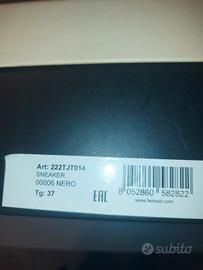 Art: 222TJT014
SNEAKER
00006 NERO
Tg: 37
EAC
8 052860 582822
www.twinset.com
subito